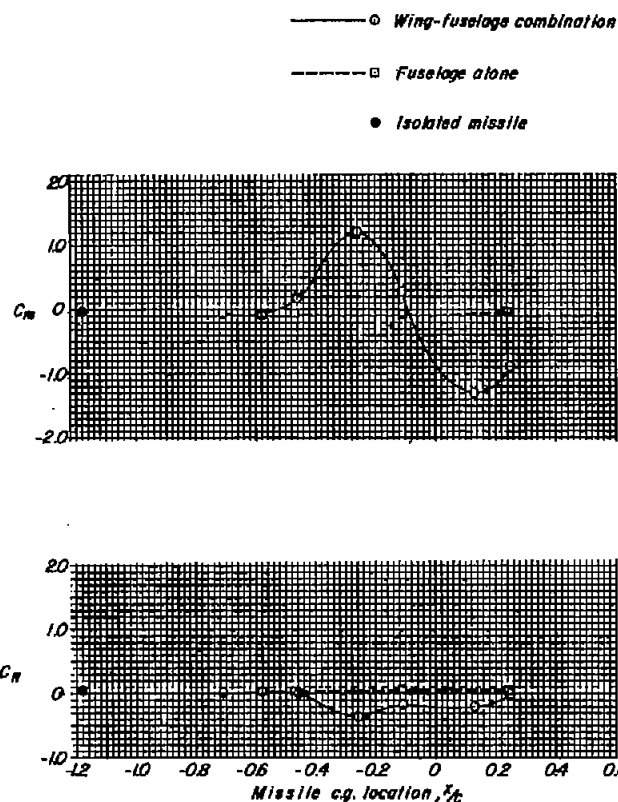 Wing-fuselage combination
Fuselage alone
Isolated missile
2.0
1.0
C_m
0
-1.0
-2.0
2.0
1.0
C_N
0
-1.0
-1.2 -1.0 -0.8 -0.6 -0.4 -0.2 0 0.2 0.4
Missile c.g. location, x/c